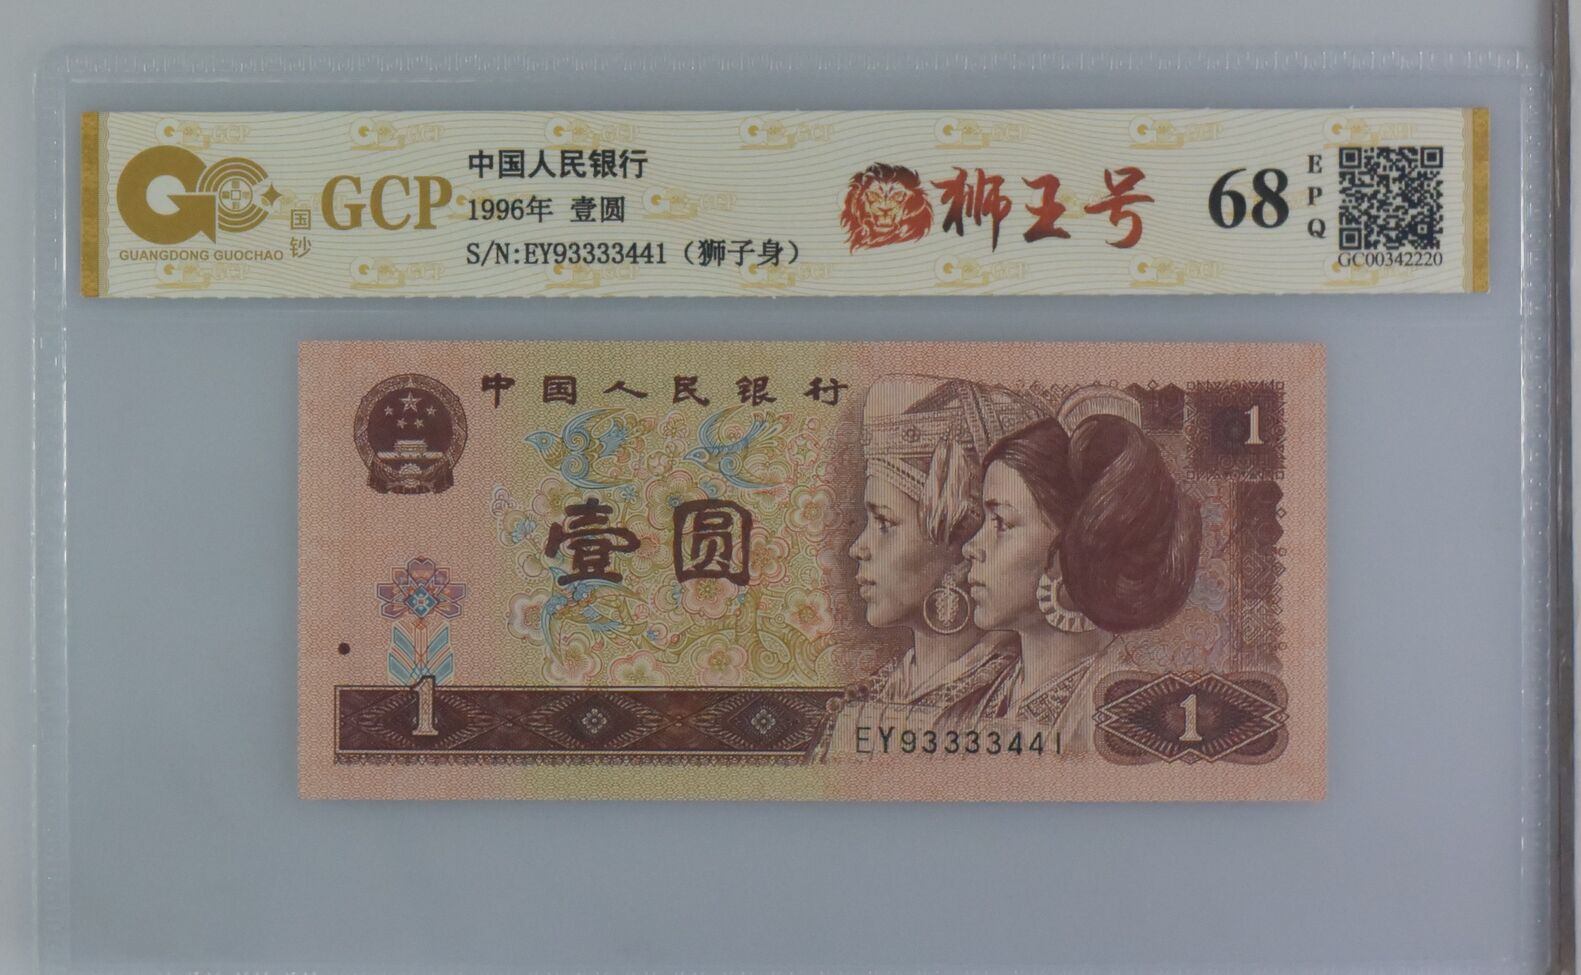 中国人民银行
1996年 壹圆
S/N:EY93333441（狮子身）
GCP
国钞
GUANGDONG GUOCHAO
狮王号
68
EPQ
GC00342220
中国人民银行
1
壹圆
1
1
EY93333441